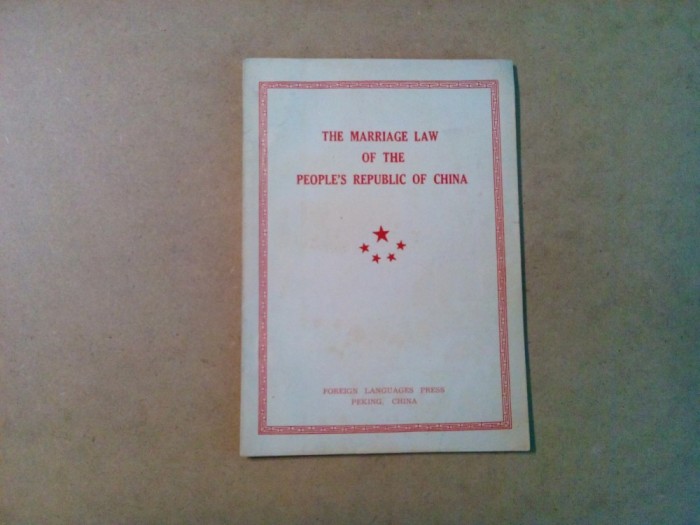 THE MARRIAGE LAW
OF THE
PEOPLE'S REPUBLIC OF CHINA
FOREIGN LANGUAGES PRESS
PEKING, CHINA